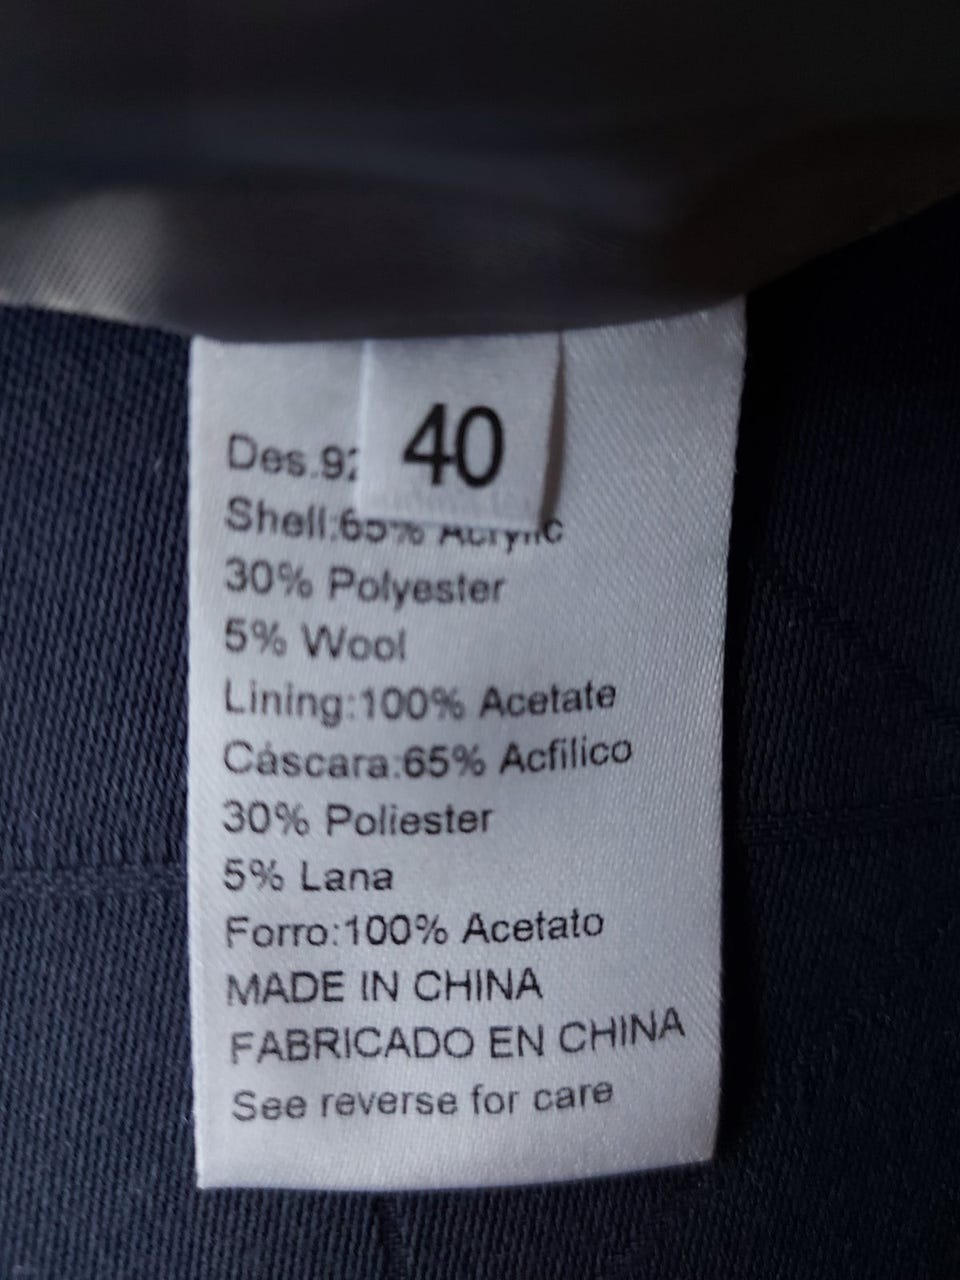 40
Des.92
Shell:65% Acrylic
30% Polyester
5% Wool
Lining:100% Acetate
Cáscara:65% Acfilico
30% Poliester
5% Lana
Forro:100% Acetato
MADE IN CHINA
FABRICADO EN CHINA
See reverse for care